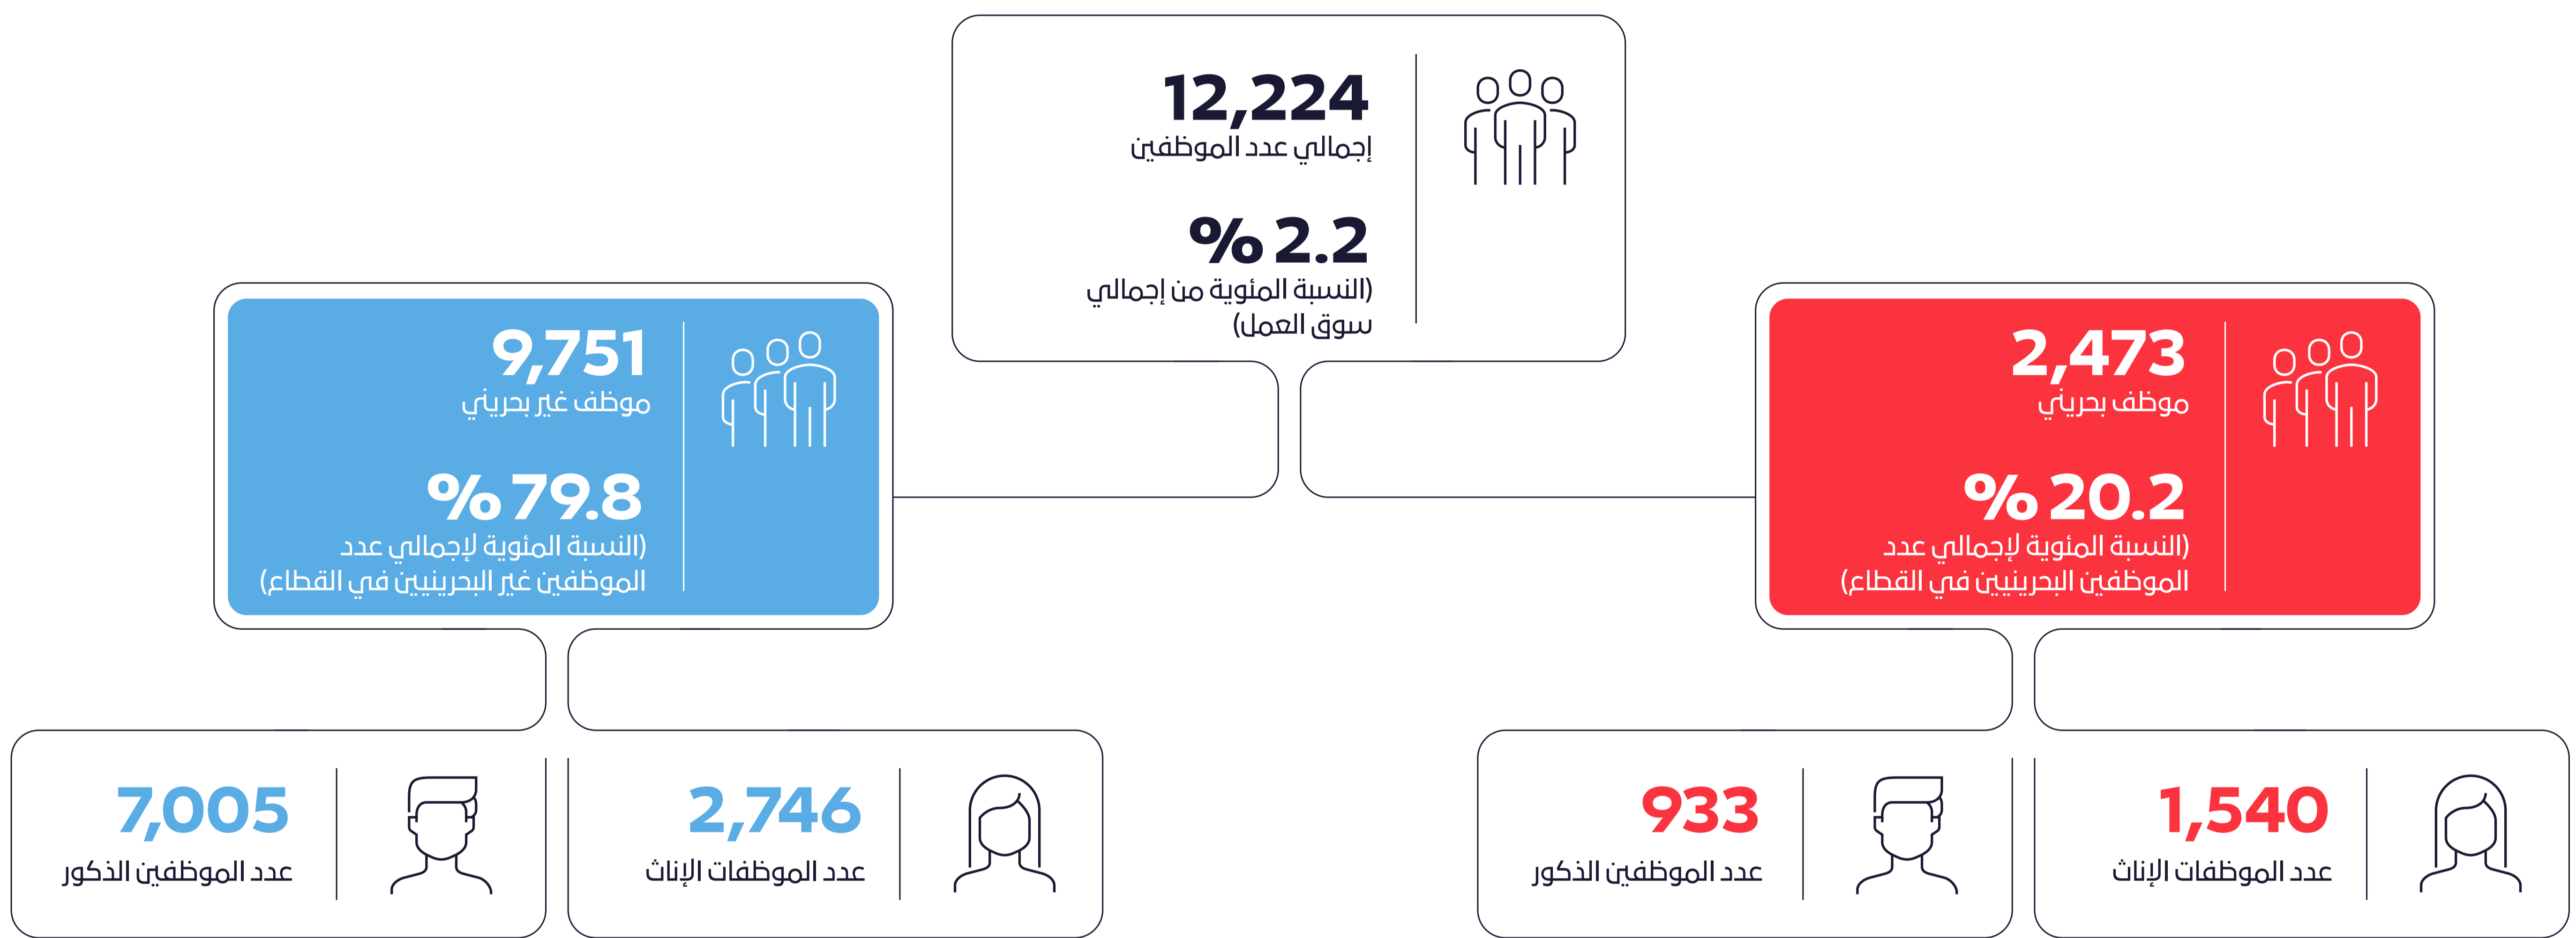 12,224
إجمالي عدد الموظفين
% 2.2
(النسبة المئوية من إجمالي
سوق العمل)
2,473
موظف بحريني
% 20.2
(النسبة المئوية لإجمالي عدد
الموظفين البحرينيين في القطاع)
9,751
موظف غير بحريني
% 79.8
(النسبة المئوية لإجمالي عدد
الموظفين غير البحرينيين في القطاع)
1,540
عدد الموظفات الإناث
933
عدد الموظفين الذكور
2,746
عدد الموظفات الإناث
7,005
عدد الموظفين الذكور